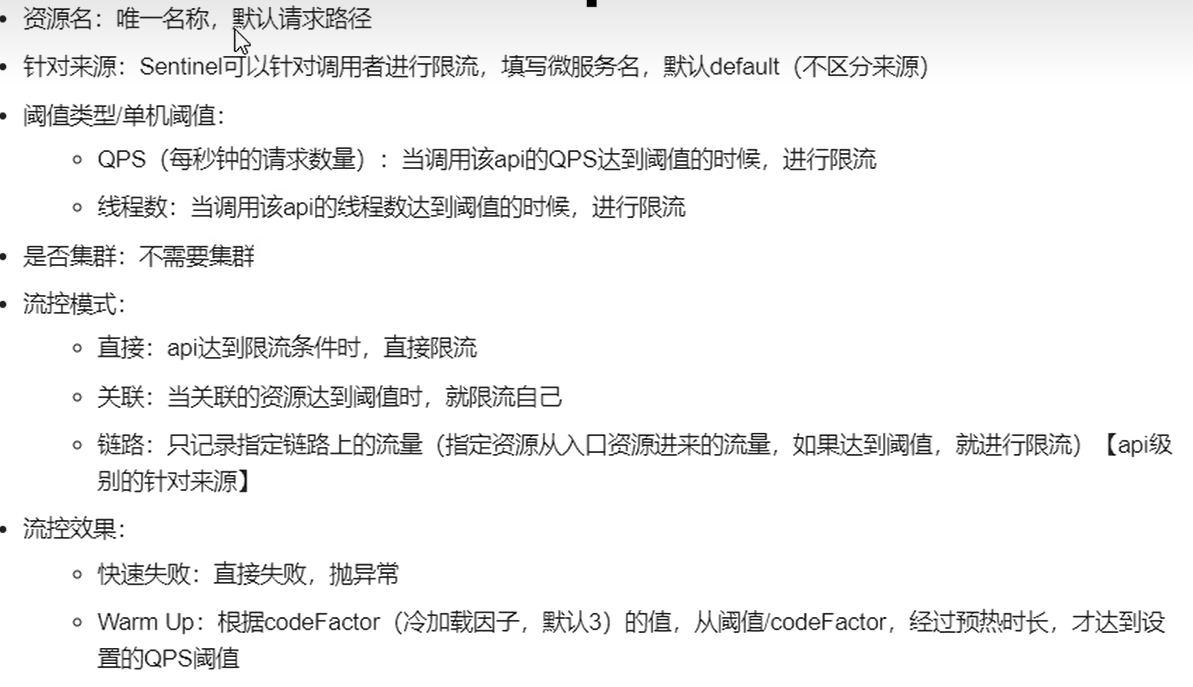 • 资源名：唯一名称，默认请求路径
• 针对来源：Sentinel可以针对调用者进行限流，填写微服务名，默认default（不区分来源）
• 阈值类型/单机阈值：
◦ QPS（每秒钟的请求数量）：当调用该api的QPS达到阈值的时候，进行限流
◦ 线程数：当调用该api的线程数达到阈值的时候，进行限流
• 是否集群：不需要集群
• 流控模式：
◦ 直接：api达到限流条件时，直接限流
◦ 关联：当关联的资源达到阈值时，就限流自己
◦ 链路：只记录指定链路上的流量（指定资源从入口资源进来的流量，如果达到阈值，就进行限流）【api级
别的针对来源】
• 流控效果：
◦ 快速失败：直接失败，抛异常
◦ Warm Up：根据codeFactor（冷加载因子，默认3）的值，从阈值/codeFactor，经过预热时长，才达到设
置的QPS阈值